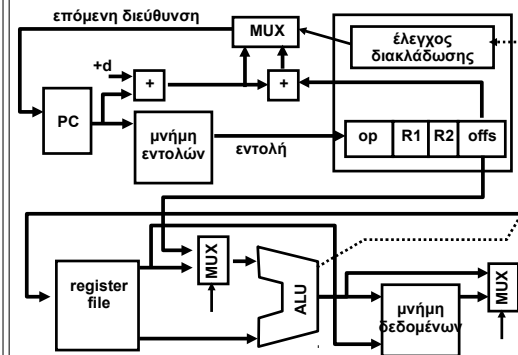 επόμενη διεύθυνση
MUX
έλεγχος
διακλάδωσης
+d
+
+
PC
μνήμη
εντολών
εντολή
op R1 R2 offs
register
file
MUX
ALU
μνήμη
δεδομένων
MUX